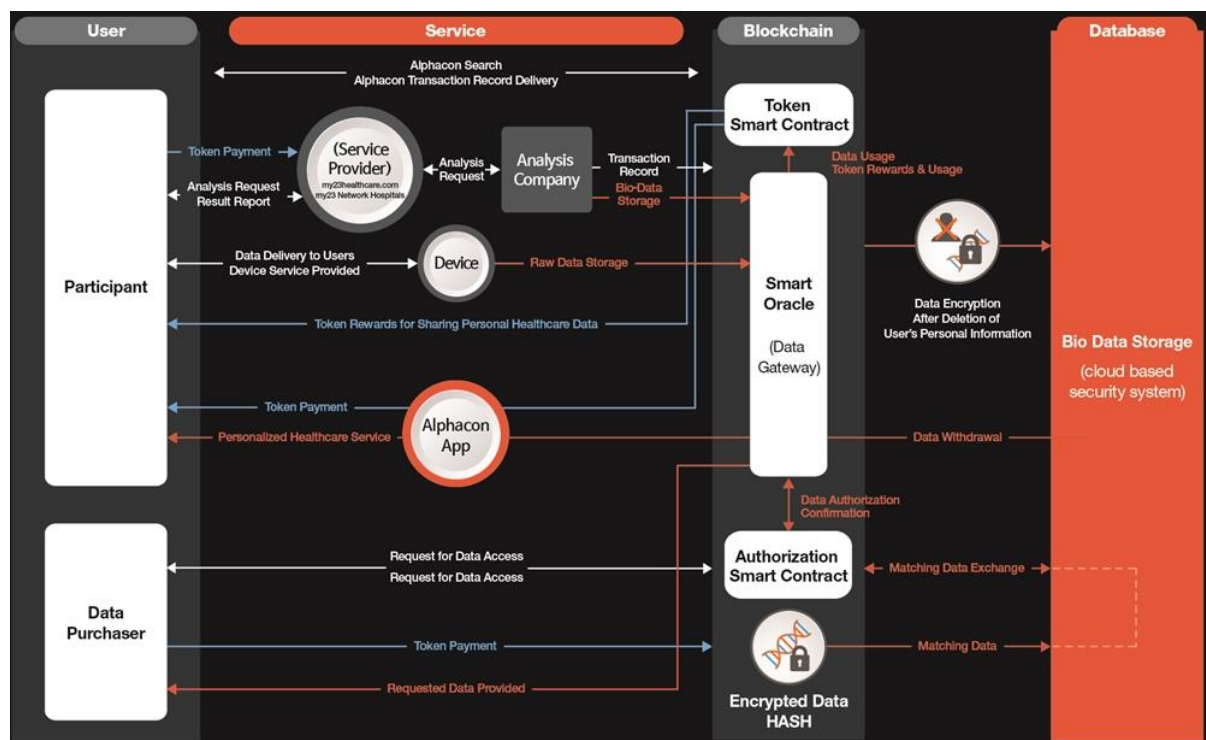 User
Service
Blockchain
Database
Alphacon Search
Alphacon Transaction Record Delivery
Participant
Token Payment
Analysis Request
Result Report
(Service
Provider)
my23healthcare.com
my23 Network Hospitals
Analysis
Request
Analysis
Company
Transaction
Record
Bio-Data
Storage
Token
Smart Contract
Data Usage
Token Rewards & Usage
Data Delivery to Users
Device Service Provided
Device
Raw Data Storage
Smart
Oracle
(Data
Gateway)
Data Encryption
After Deletion of
User's Personal Information
Bio Data Storage
(cloud based
security system)
Token Rewards for Sharing Personal Healthcare Data
Token Payment
Personalized Healthcare Service
Alphacon
App
Data Withdrawal
Data Authorization
Confirmation
Data
Purchaser
Request for Data Access
Request for Data Access
Authorization
Smart Contract
Matching Data Exchange
Token Payment
Matching Data
Requested Data Provided
Encrypted Data
HASH